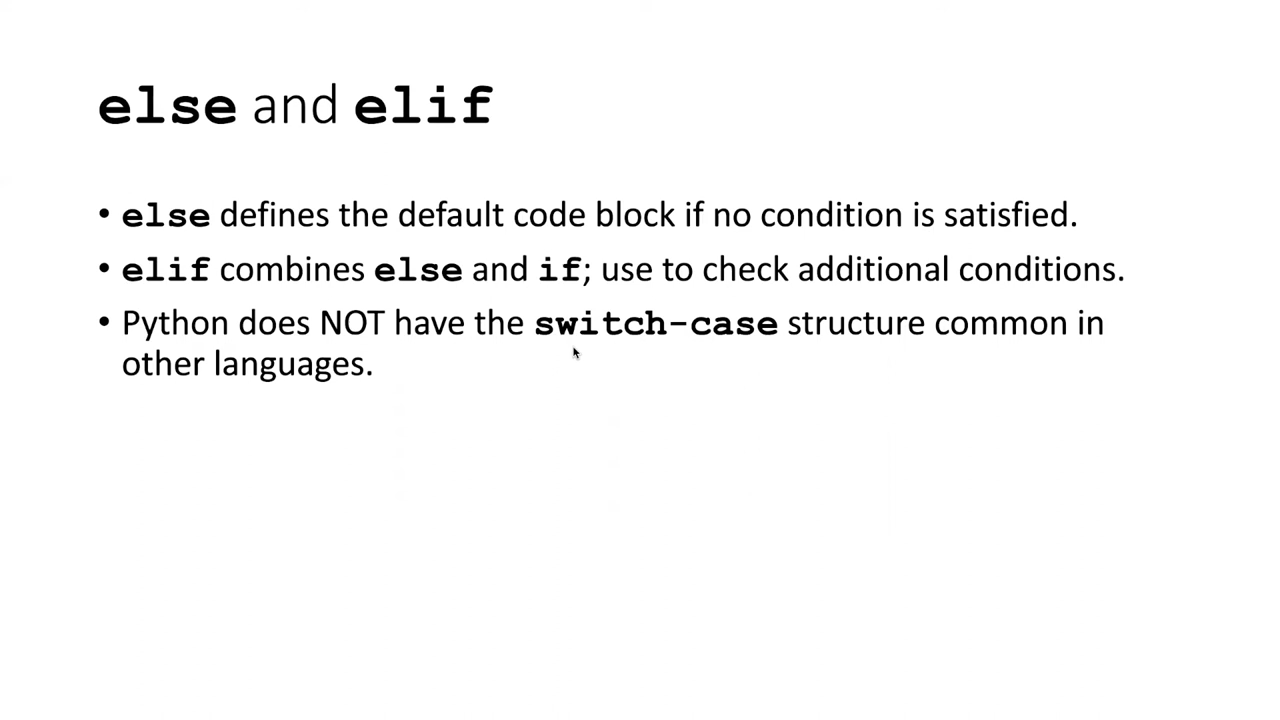 else and elif
• else defines the default code block if no condition is satisfied.
• elif combines else and if; use to check additional conditions.
• Python does NOT have the switch-case structure common in
other languages.